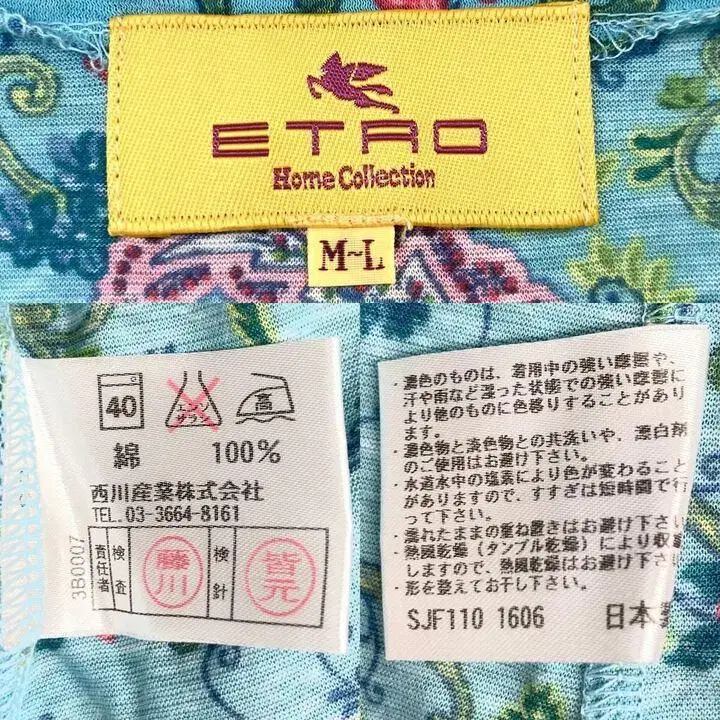 ETRO
Home Collection
M~L
40
エンソ
サラシ
高
綿 100%
西川産業株式会社
TEL.03-3664-8161
3B0007
責任者
検査
藤川
検針
皆元
・濃色のものは、着用中の強い摩擦や、
汗や雨など湿った状態での強い摩擦に
より他のものに色移りすることがあり
ます。
・濃色物と淡色物との共洗いや、漂白剤
のご使用はお避け下さい。
・水道水中の塩素により色が変わること
がありますので、すすぎは短時間で行
って下さい。
・濡れたままの重ね置きはお避け下さい
・熱風乾燥(タンブル乾燥)により収縮
しますので、熱風乾燥はお避け下さい
・形を整えてお干し下さい。
SJF110 1606 日本製